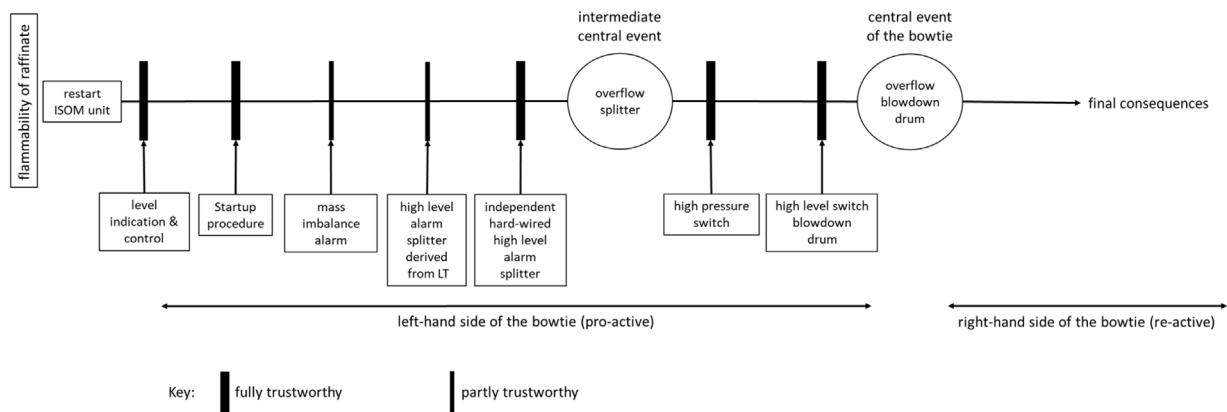 flammability of raffinate
restart
ISOM unit
intermediate
central event
central event
of the bowtie
overflow
splitter
overflow
blowdown
drum
final consequences
level
indication &
control
Startup
procedure
mass
imbalance
alarm
high level
alarm
splitter
derived
from LT
independent
hard-wired
high level
alarm
splitter
high pressure
switch
high level switch
blowdown
drum
left-hand side of the bowtie (pro-active)
right-hand side of the bowtie (re-active)
Key:
fully trustworthy
partly trustworthy